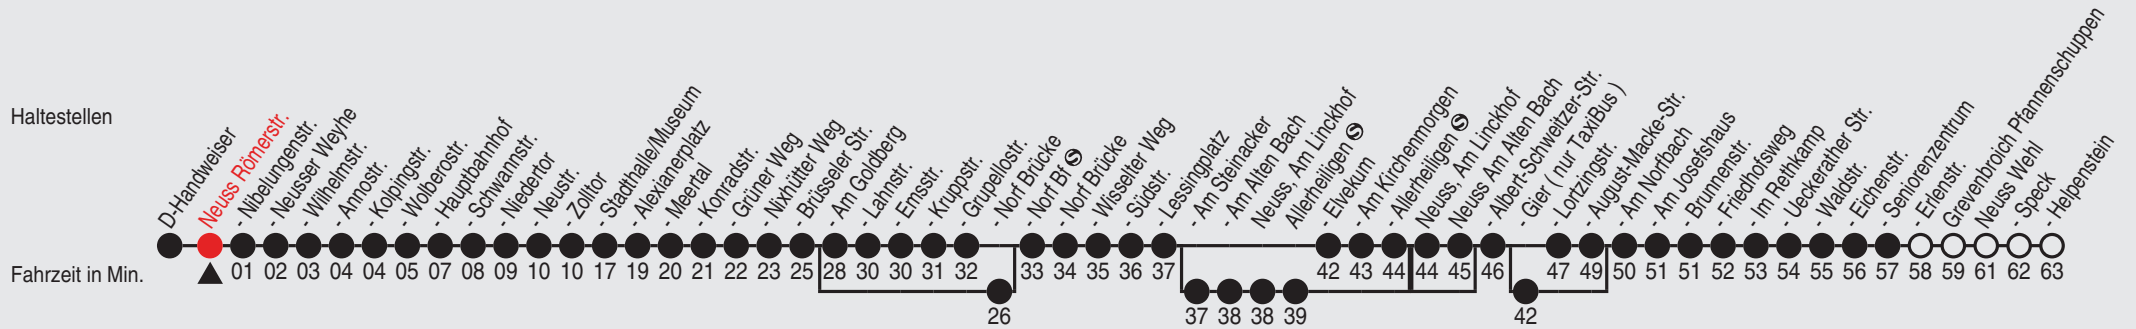 Haltestellen
D-Handweiser
Neuss Römerstr.
- Nibelungenstr.
- Neusser Weyhe
- Wilhelmstr.
- Annostr.
- Kolpingstr.
- Wolberostr.
- Hauptbahnhof
- Schwannstr.
- Niedertor
- Neustr.
- Zolltor
- Stadthalle/Museum
- Alexianerplatz
- Meertal
- Konradstr.
- Grüner Weg
- Nixhütter Weg
- Brüsseler Str.
- Am Goldberg
- Lahnstr.
- Emsstr.
- Kruppstr.
- Grupellostr.
- Norf Brücke
- Norf Bf S
- Norf Brücke
- Wisselter Weg
- Südstr.
- Lessingplatz
- Am Steinacker
- Am Alten Bach
Neuss, Am Linckhof
Allerheiligen S
- Elvekum
- Am Kirchenmorgen
- Allerheiligen S
Neuss, Am Linckhof
Neuss Am Alten Bach
- Albert-Schweitzer-Str.
- Gier ( nur TaxiBus )
- Lortzingstr.
- August-Macke-Str.
- Am Norfbach
- Am Josefshaus
- Brunnenstr.
- Friedhofsweg
- Im Rethkamp
- Ueckerather Str.
- Waldstr.
- Eichenstr.
- Seniorenzentrum
- Erlenstr.
Grevenbroich Pfannenschuppen
Neuss Wehl
- Speck
- Helpenstein
Fahrzeit in Min. 01 02 03 04 04 05 07 08 09 10 10 17 19 20 21 22 23 25 28 30 30 31 32 33 34 35 36 37 42 43 44 44 45 46 47 49 50 51 51 52 53 54 55 56 57 58 59 61 62 63
26 37 38 38 39 42